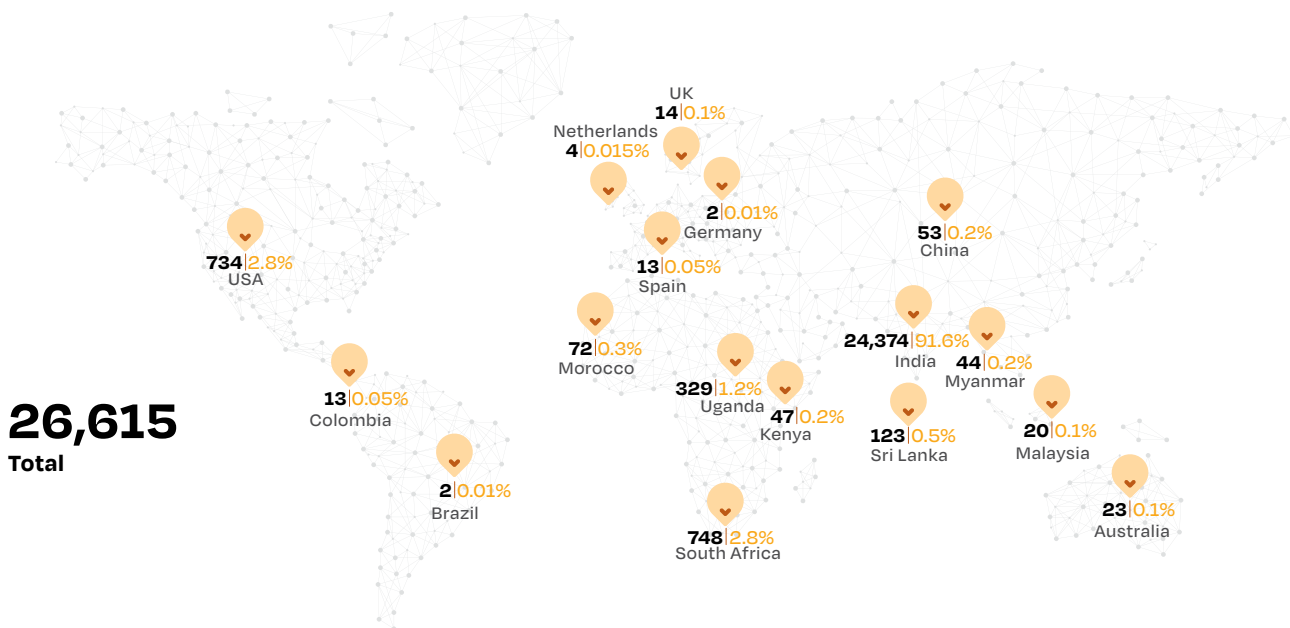 UK
14|0.1%
Netherlands
4|0.015%
2|0.01%
Germany
53|0.2%
China
734|2.8%
USA
13|0.05%
Spain
24,374|91.6%
India
72|0.3%
Morocco
44|0.2%
Myanmar
329|1.2%
Uganda
47|0.2%
Kenya
13|0.05%
Colombia
123|0.5%
Sri Lanka
20|0.1%
Malaysia
26,615
Total
2|0.01%
Brazil
23|0.1%
Australia
748|2.8%
South Africa